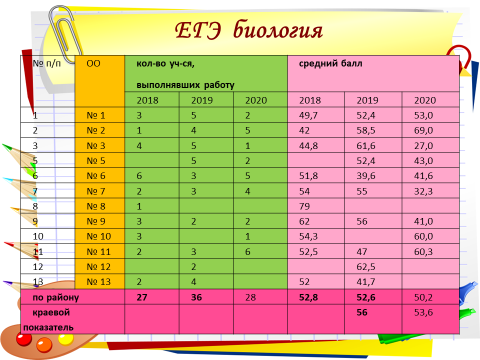 ЕГЭ биология
№ п/п ОО кол-во уч-ся, средний балл
выполнявших работу
2018 2019 2020 2018 2019 2020
1 № 1 3 5 2 49,7 52,4 53,0
2 № 2 1 4 5 42 58,5 69,0
3 № 3 4 5 1 44,8 61,6 27,0
5 № 5 5 2 52,4 43,0
6 № 6 6 3 5 51,8 39,6 41,6
7 № 7 2 3 4 54 55 32,3
8 № 8 1 79
9 № 9 3 2 2 62 56 41,0
10 № 10 3 1 54,3 60,0
11 № 11 2 3 6 52,5 47 60,3
12 № 12 2 62,5
13 № 13 2 4 52 41,7
по району 27 36 28 52,8 52,6 50,2
краевой 56 53,6
показатель